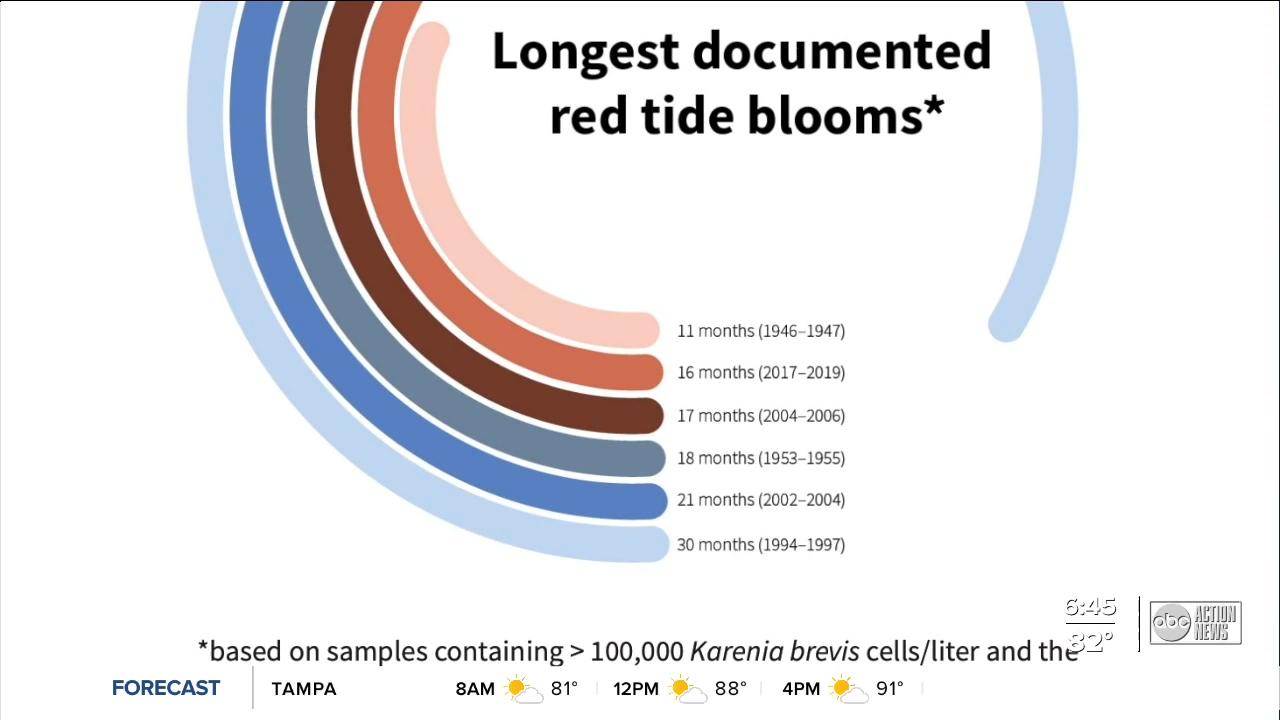 Longest documented
red tide blooms*
11 months (1946–1947)
16 months (2017–2019)
17 months (2004–2006)
18 months (1953–1955)
21 months (2002–2004)
30 months (1994–1997)
*based on samples containing > 100,000 Karenia brevis cells/liter and the
6:45
82°
abc ACTION
NEWS
FORECAST TAMPA 8AM 81° 12PM 88° 4PM 91°